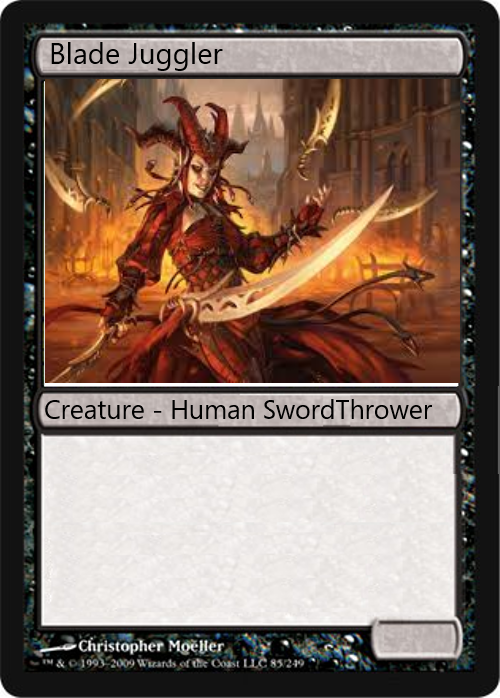 Blade Juggler
Creature - Human SwordThrower
Christopher Moeller
™ & © 1993-2009 Wizards of the Coast LLC 85/249